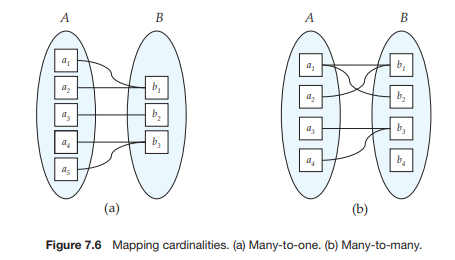 A B
a1
a2
a3
a4
a5
b1
b2
b3
(a)
A B
a1
a2
a3
a4
b1
b2
b3
b4
(b)
Figure 7.6 Mapping cardinalities. (a) Many-to-one. (b) Many-to-many.